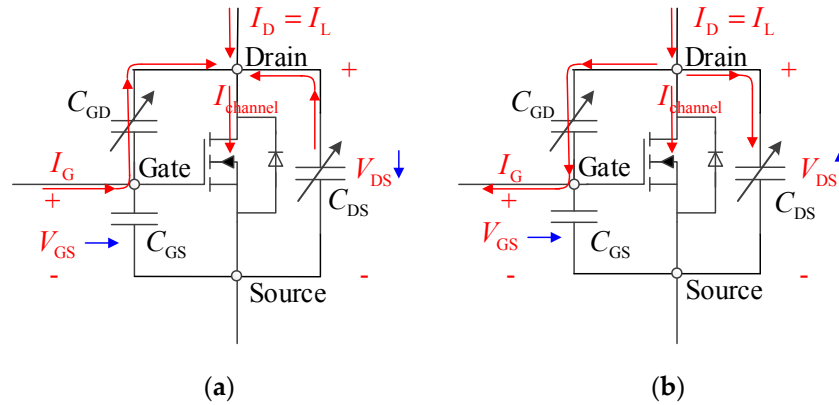 I_D = I_L
Drain
+
C_GD
I_channel
I_G
Gate
+
V_DS
C_DS
V_GS
C_GS
-
-
Source
(a)
I_D = I_L
Drain
+
C_GD
I_channel
I_G
Gate
+
V_DS
C_DS
V_GS
C_GS
-
-
Source
(b)